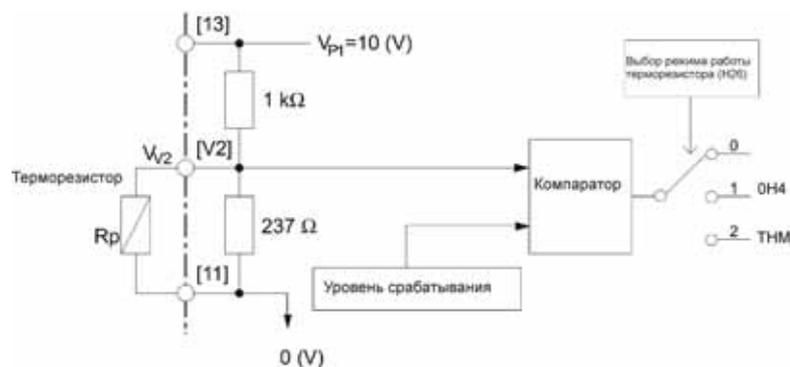 [13]
VP1=10 (V)
Выбор режима работы
терморезистора (H26)
1 kΩ
VV2
[V2]
0
Терморезистор
Компаратор
1
0H4
Rp
237 Ω
2
THM
[11]
Уровень срабатывания
0 (V)